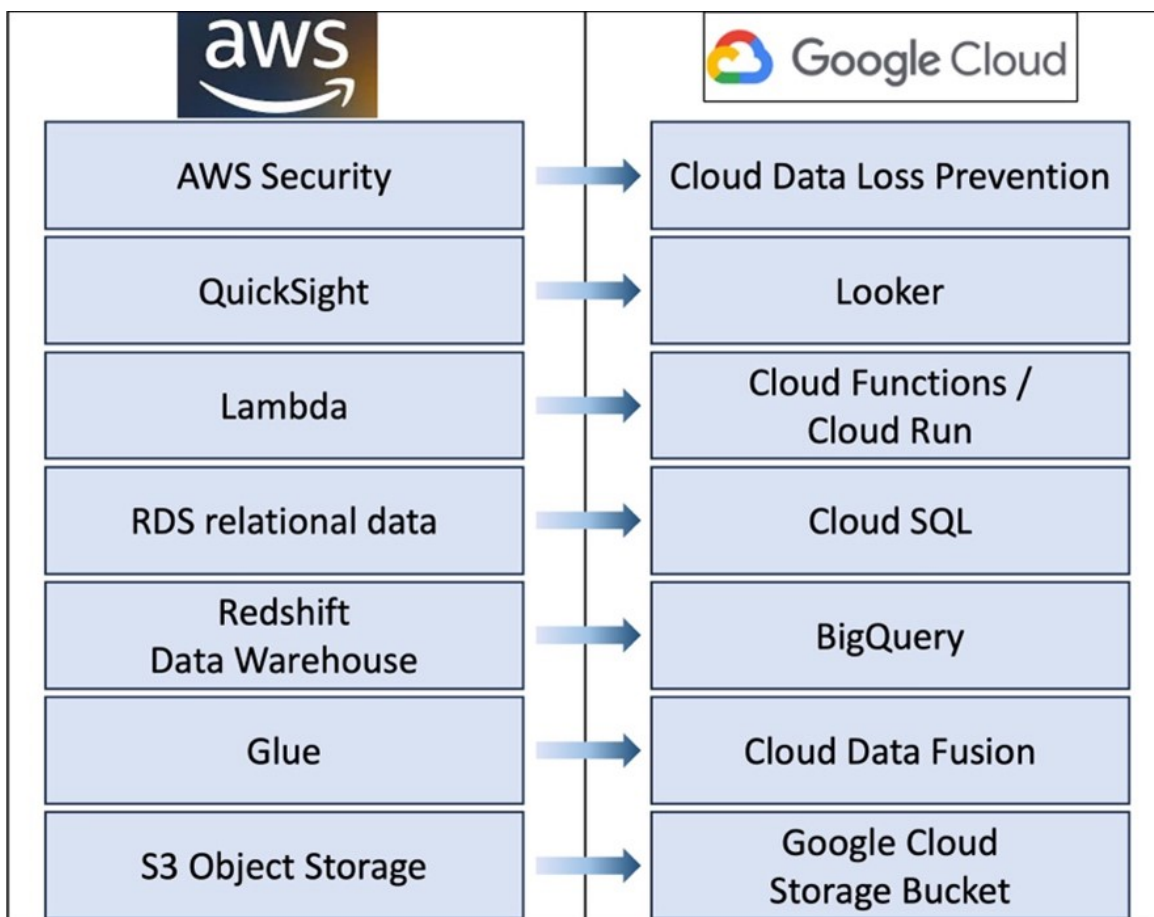 aws
Google Cloud
AWS Security
Cloud Data Loss Prevention
QuickSight
Looker
Lambda
Cloud Functions /
Cloud Run
RDS relational data
Cloud SQL
Redshift
Data Warehouse
BigQuery
Glue
Cloud Data Fusion
S3 Object Storage
Google Cloud
Storage Bucket